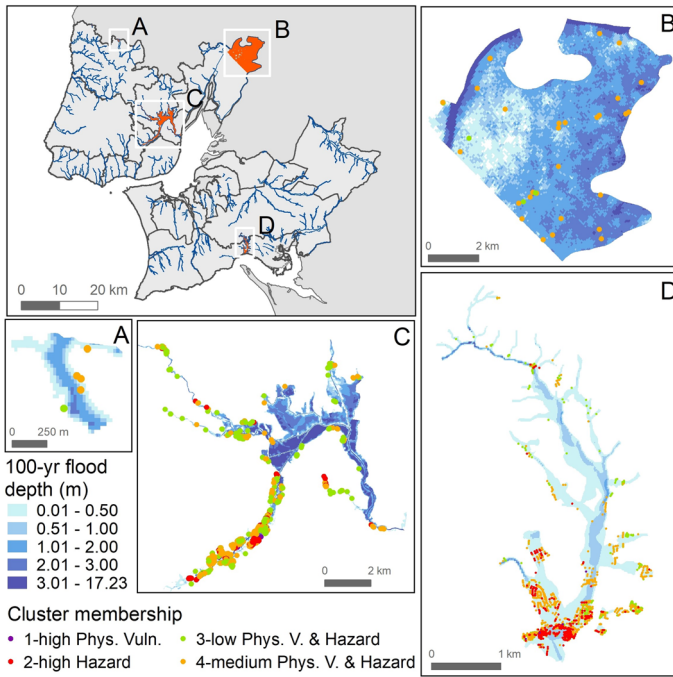 A
B
C
D
0 10 20 km
B
0 2 km
A
0 250 m
C
0 2 km
D
0 1 km
100-yr flood
depth (m)
0.01 - 0.50
0.51 - 1.00
1.01 - 2.00
2.01 - 3.00
3.01 - 17.23
Cluster membership
1-high Phys. Vuln.
2-high Hazard
3-low Phys. V. & Hazard
4-medium Phys. V. & Hazard